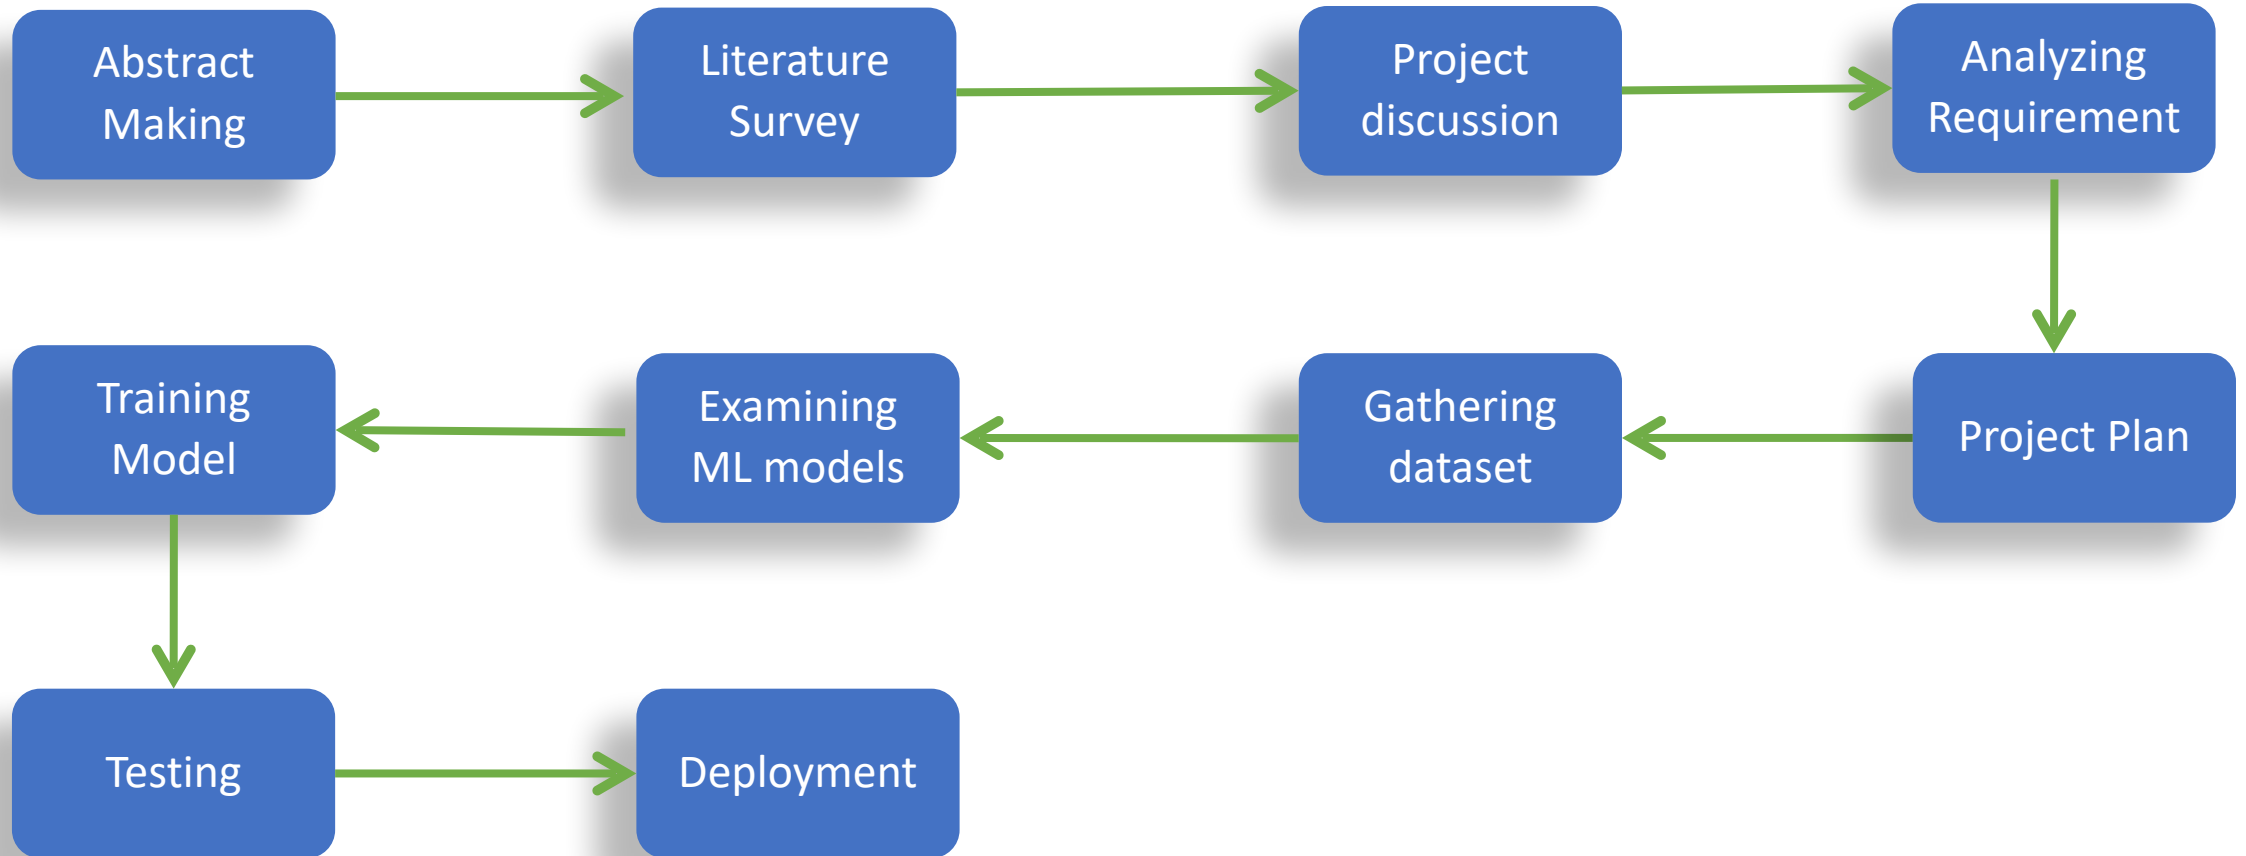 Abstract
Making
Literature
Survey
Project
discussion
Analyzing
Requirement
Project Plan
Gathering
dataset
Examining
ML models
Training
Model
Testing
Deployment